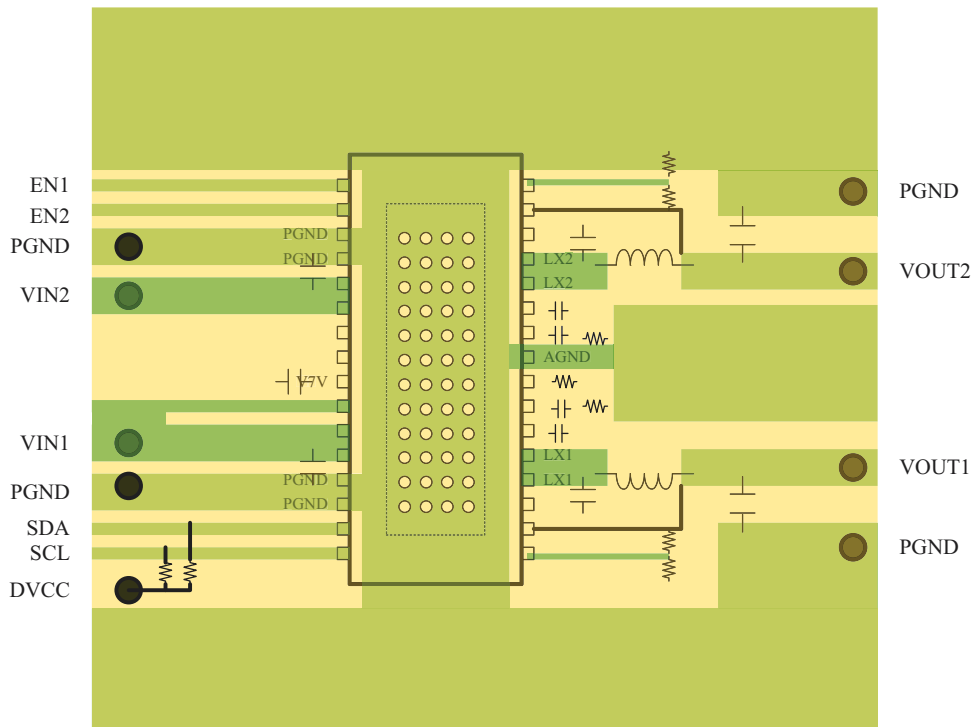 EN1
EN2
PGND
VIN2
VIN1
PGND
SDA
SCL
DVCC
PGND
PGND
V7V
PGND
PGND
LX2
LX2
AGND
LX1
LX1
PGND
VOUT2
VOUT1
PGND